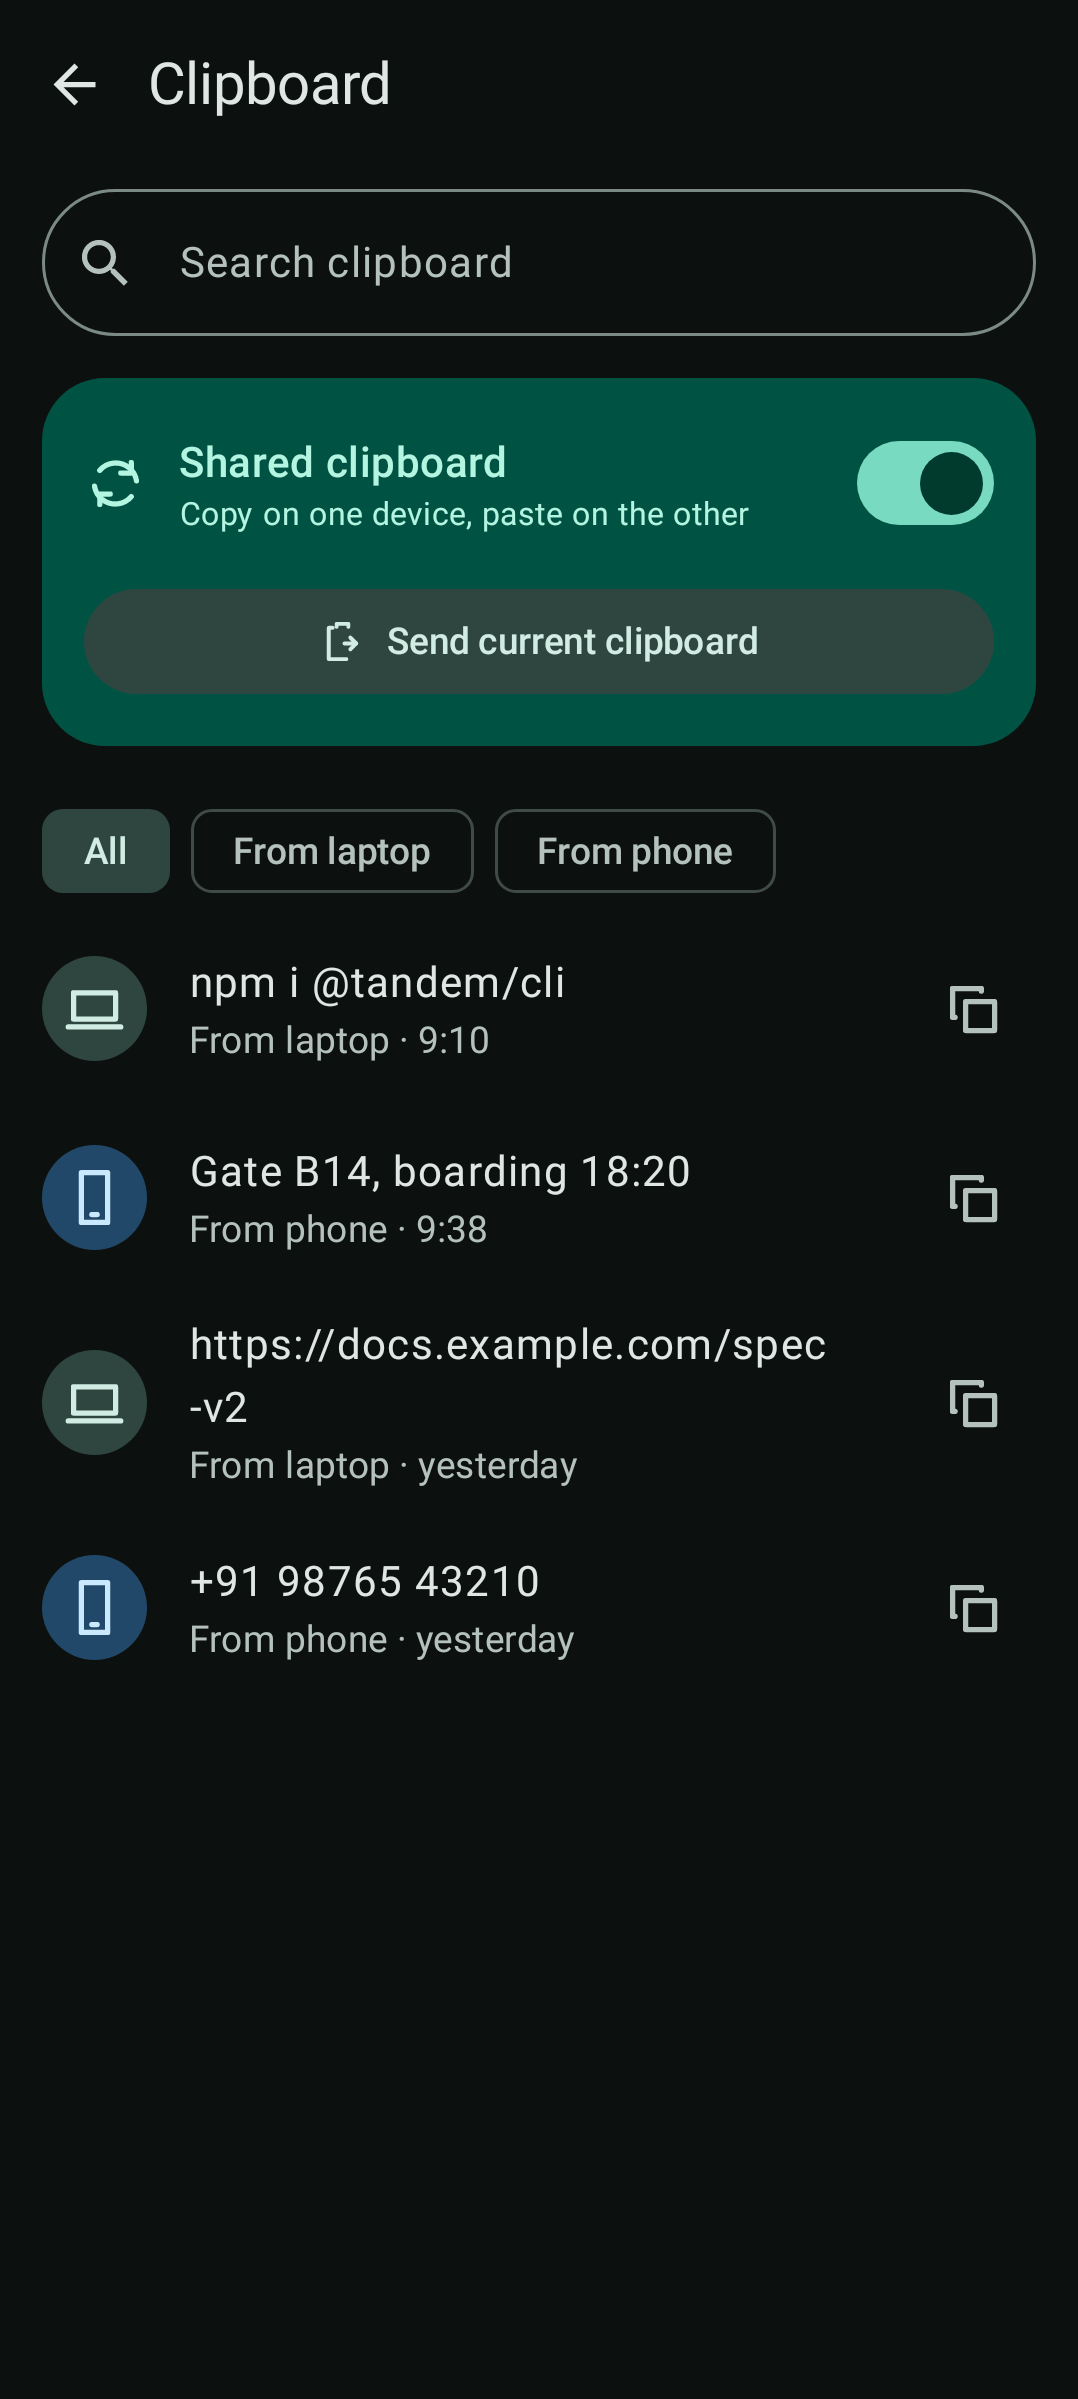 Clipboard
Search clipboard
Shared clipboard
Copy on one device, paste on the other
Send current clipboard
All
From laptop
From phone
npm i @tandem/cli
From laptop · 9:10
Gate B14, boarding 18:20
From phone · 9:38
https://docs.example.com/spec
-v2
From laptop · yesterday
+91 98765 43210
From phone · yesterday